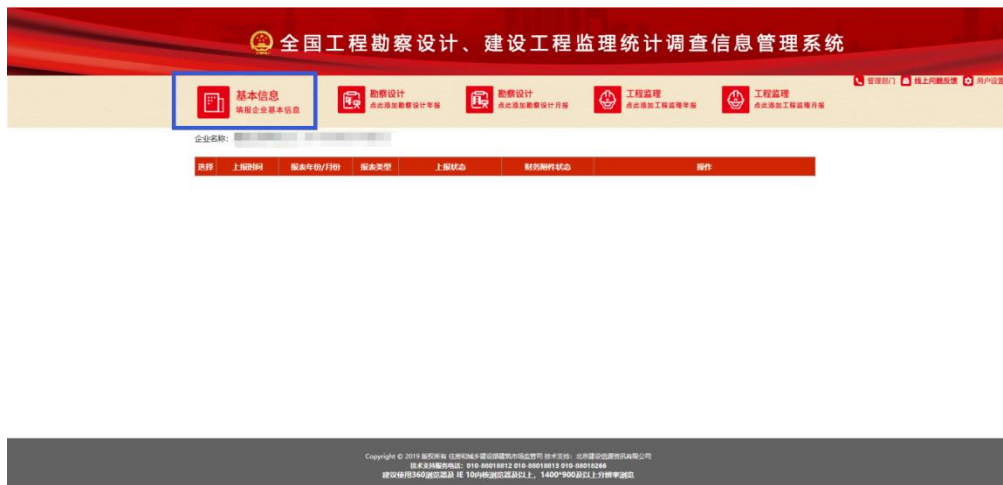 全国工程勘察设计、建设工程监理统计调查信息管理系统
管理部门 线上问题反馈 用户设置
基本信息
填报企业基本信息
勘察设计
点此添加勘察设计年报
勘察设计
点此添加勘察设计月报
工程监理
点此添加工程监理年报
工程监理
点此添加工程监理月报
企业名称：
选择 上报时间 报表年份/月份 报表类型 上报状态 财务附件状态 操作
Copyright © 2019 版权所有 住房和城乡建设部建筑市场监管司 技术支持：北京建设信源资讯有限公司
技术支持服务电话：010-88018812 010-88018813 010-88018266
建议使用360浏览器及 IE 10内核浏览器及以上，1400*900及以上分辨率浏览